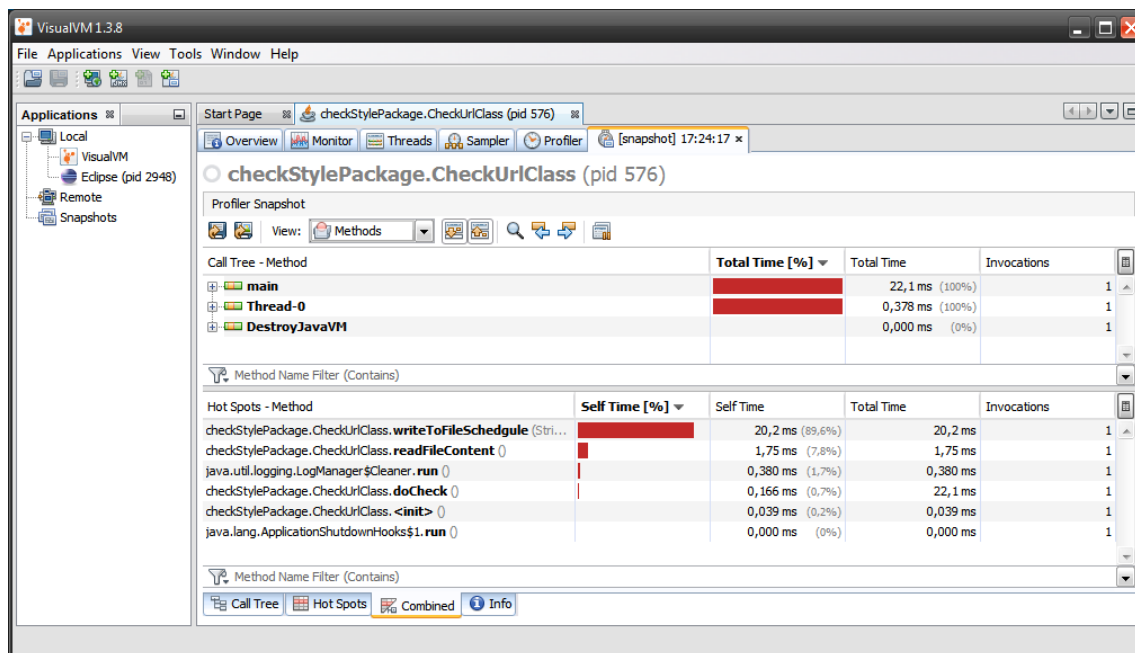 VisualVM 1.3.8
File Applications View Tools Window Help
Applications
Local
VisualVM
Eclipse (pid 2948)
Remote
Snapshots
Start Page checkStylePackage.CheckUrlClass (pid 576)
Overview Monitor Threads Sampler Profiler [snapshot] 17:24:17
checkStylePackage.CheckUrlClass (pid 576)
Profiler Snapshot
View: Methods
Call Tree - Method Total Time [%] Total Time Invocations
main 22,1 ms (100%) 1
Thread-0 0,378 ms (100%) 1
DestroyJavaVM 0,000 ms (0%) 1
Method Name Filter (Contains)
Hot Spots - Method Self Time [%] Self Time Total Time Invocations
checkStylePackage.CheckUrlClass.writeToFileSchedgule (Stri... 20,2 ms (89,6%) 20,2 ms 1
checkStylePackage.CheckUrlClass.readFileContent () 1,75 ms (7,8%) 1,75 ms 1
java.util.logging.LogManager$Cleaner.run () 0,380 ms (1,7%) 0,380 ms 1
checkStylePackage.CheckUrlClass.doCheck () 0,166 ms (0,7%) 22,1 ms 1
checkStylePackage.CheckUrlClass.<init> () 0,039 ms (0,2%) 0,039 ms 1
java.lang.ApplicationShutdownHooks$1.run () 0,000 ms (0%) 0,000 ms 1
Method Name Filter (Contains)
Call Tree Hot Spots Combined Info